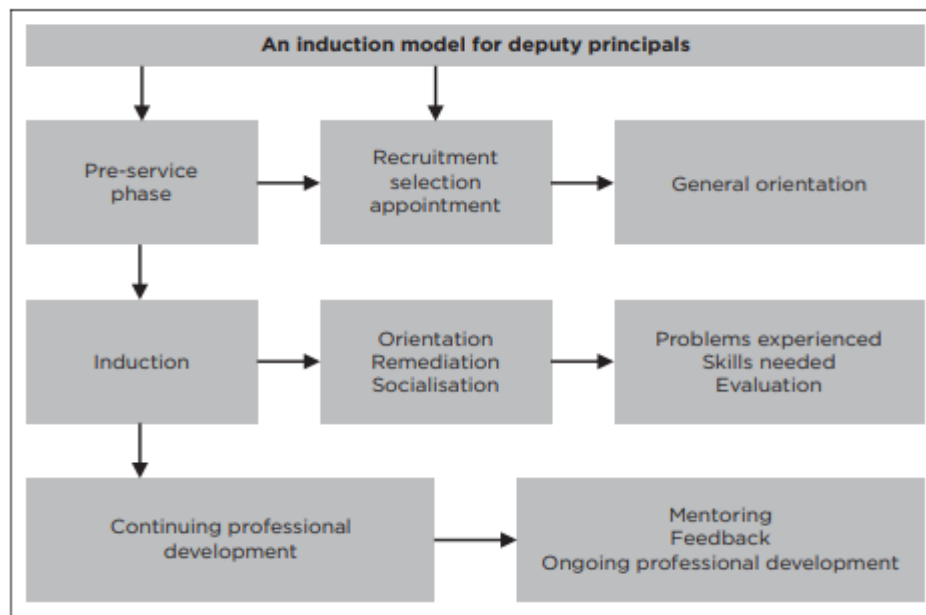 An induction model for deputy principals
Pre-service
phase
Recruitment
selection
appointment
General orientation
Induction
Orientation
Remediation
Socialisation
Problems experienced
Skills needed
Evaluation
Continuing professional
development
Mentoring
Feedback
Ongoing professional development